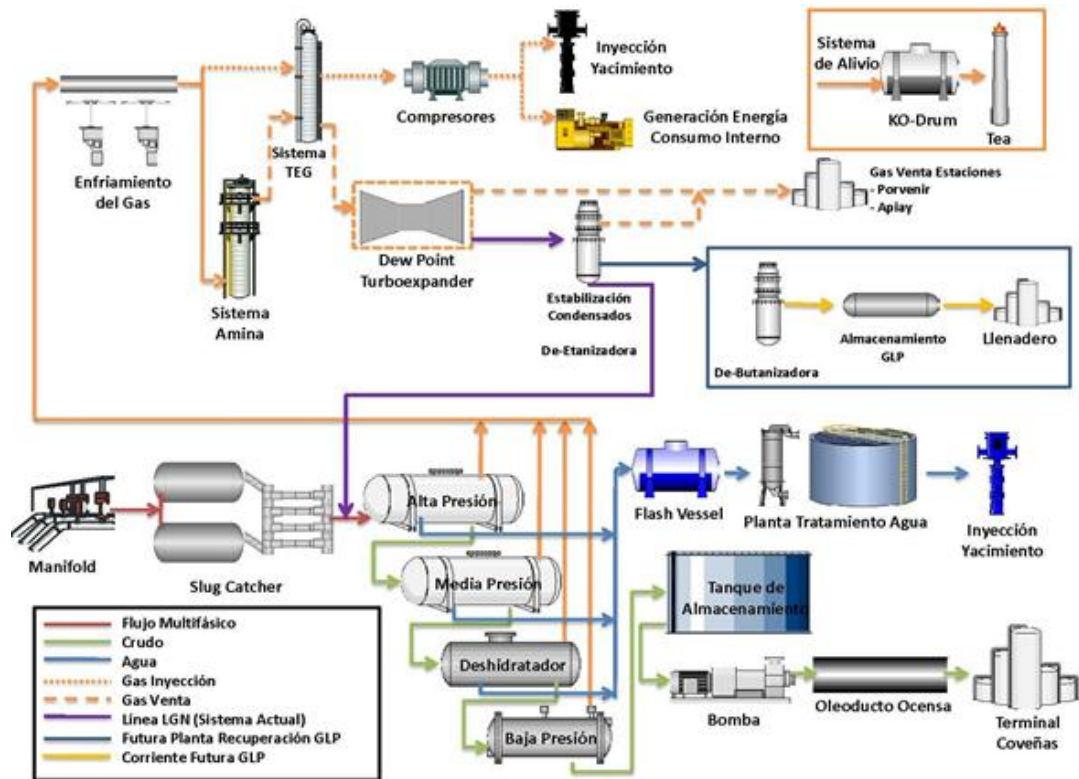 Enfriamiento
del Gas
Sistema
Amina
Sistema
TEG
Compresores
Inyección
Yacimiento
Generación Energía
Consumo Interno
Sistema
de Alivio
KO-Drum
Tea
Dew Point
Turboexpander
Estabilización
Condensados
De-Etanizadora
Gas Venta Estaciones
- Porvenir
- Apiay
De-Butanizadora
Almacenamiento
GLP
Llenadero
Manifold
Slug Catcher
Alta Presión
Media Presión
Deshidratador
Baja Presión
Flash Vessel
Planta Tratamiento Agua
Inyección
Yacimiento
Tanque de
Almacenamiento
Bomba
Oleoducto Ocensa
Terminal
Coveñas
Flujo Multifásico
Crudo
Agua
Gas Inyección
Gas Venta
Línea LGN (Sistema Actual)
Futura Planta Recuperación GLP
Corriente Futura GLP